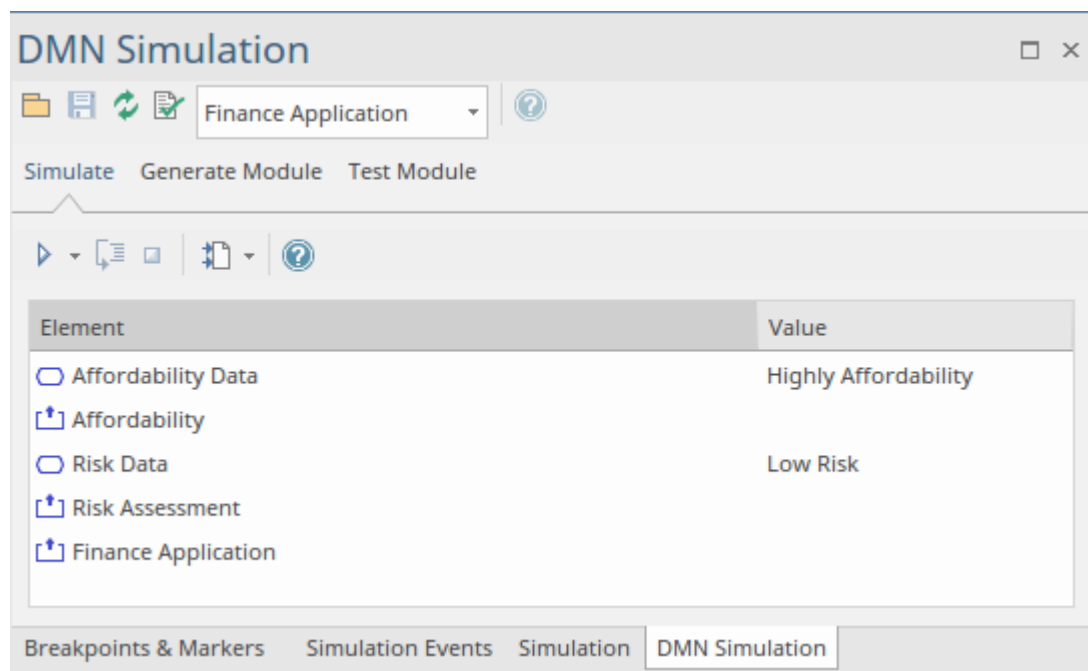 DMN Simulation
Finance Application
Simulate Generate Module Test Module
Element Value
Affordability Data Highly Affordability
Affordability
Risk Data Low Risk
Risk Assessment
Finance Application
Breakpoints & Markers Simulation Events Simulation DMN Simulation